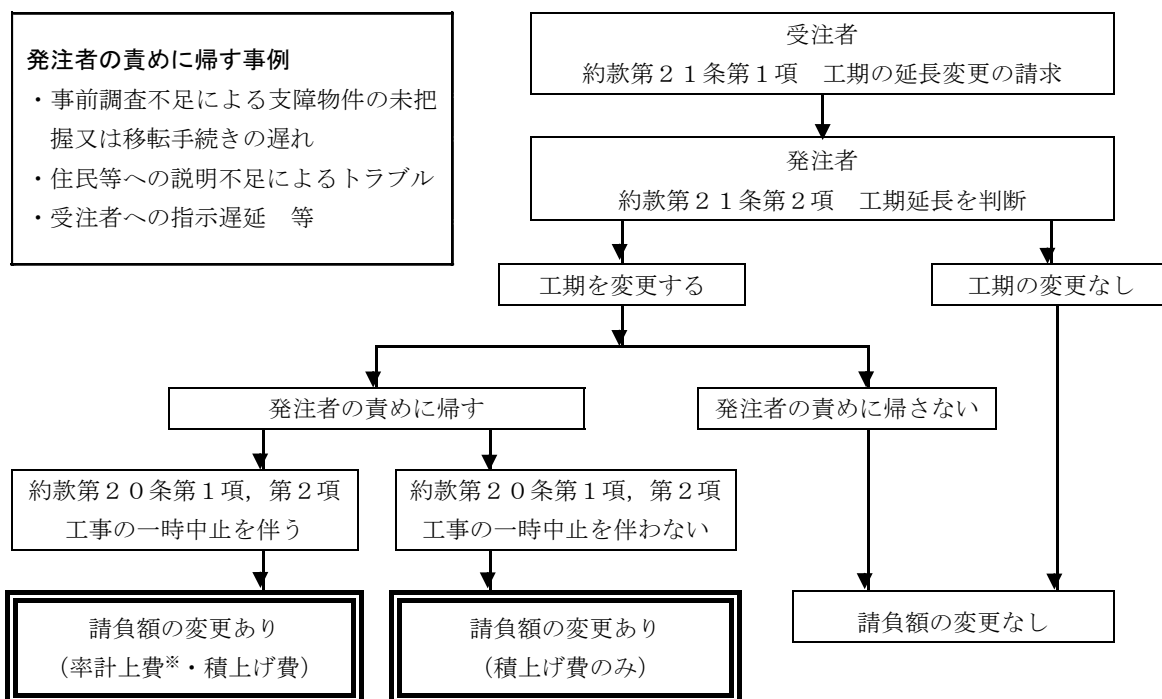 発注者の責めに帰す事例
・事前調査不足による支障物件の未把
握又は移転手続きの遅れ
・住民等への説明不足によるトラブル
・受注者への指示遅延　等
受注者
約款第２１条第１項　工期の延長変更の請求
発注者
約款第２１条第２項　工期延長を判断
工期を変更する
工期の変更なし
発注者の責めに帰す
発注者の責めに帰さない
約款第２０条第１項，第２項
工事の一時中止を伴う
約款第２０条第１項，第２項
工事の一時中止を伴わない
請負額の変更あり
（率計上費※・積上げ費）
請負額の変更あり
（積上げ費のみ）
請負額の変更なし